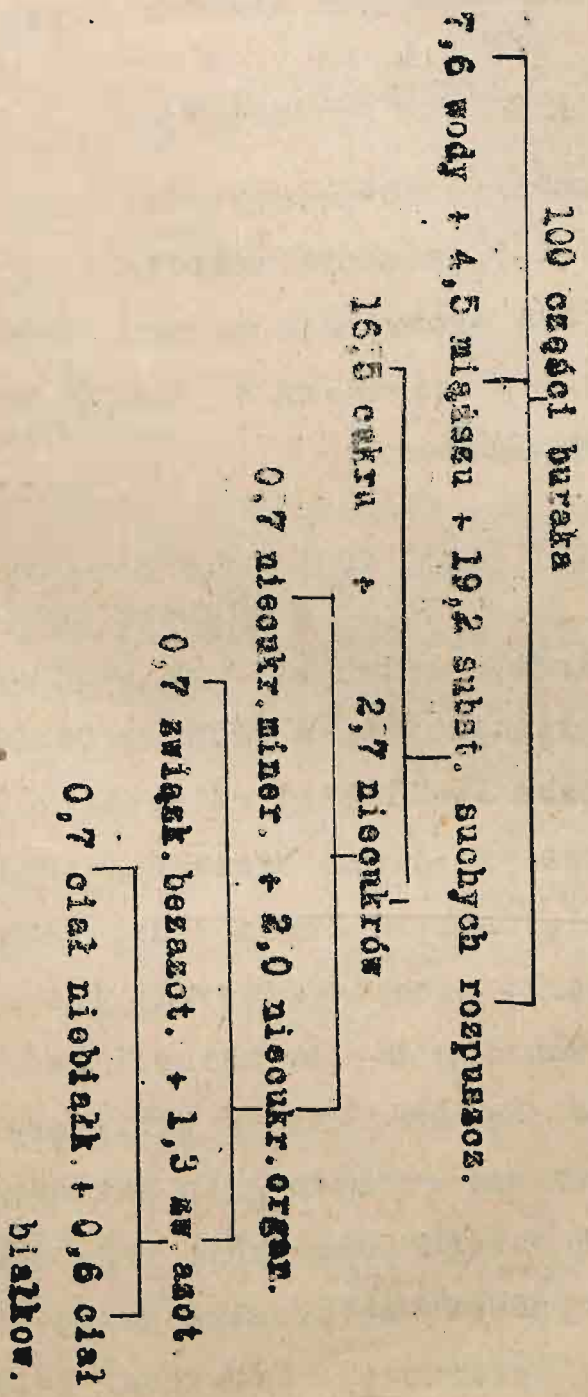 100 części buraka
7,6 wody + 4,5 miąższu + 19,2 subst. suchych rozpuszcz.
16,5 cukru + 2,7 niecukrów
0,7 niecukr.miner. + 2,0 niecukr.organ.
0,7 związk.bezazot. + 1,3 zw.azot.
0,7 ciał niebiałk. + 0,6 ciał
białkow.